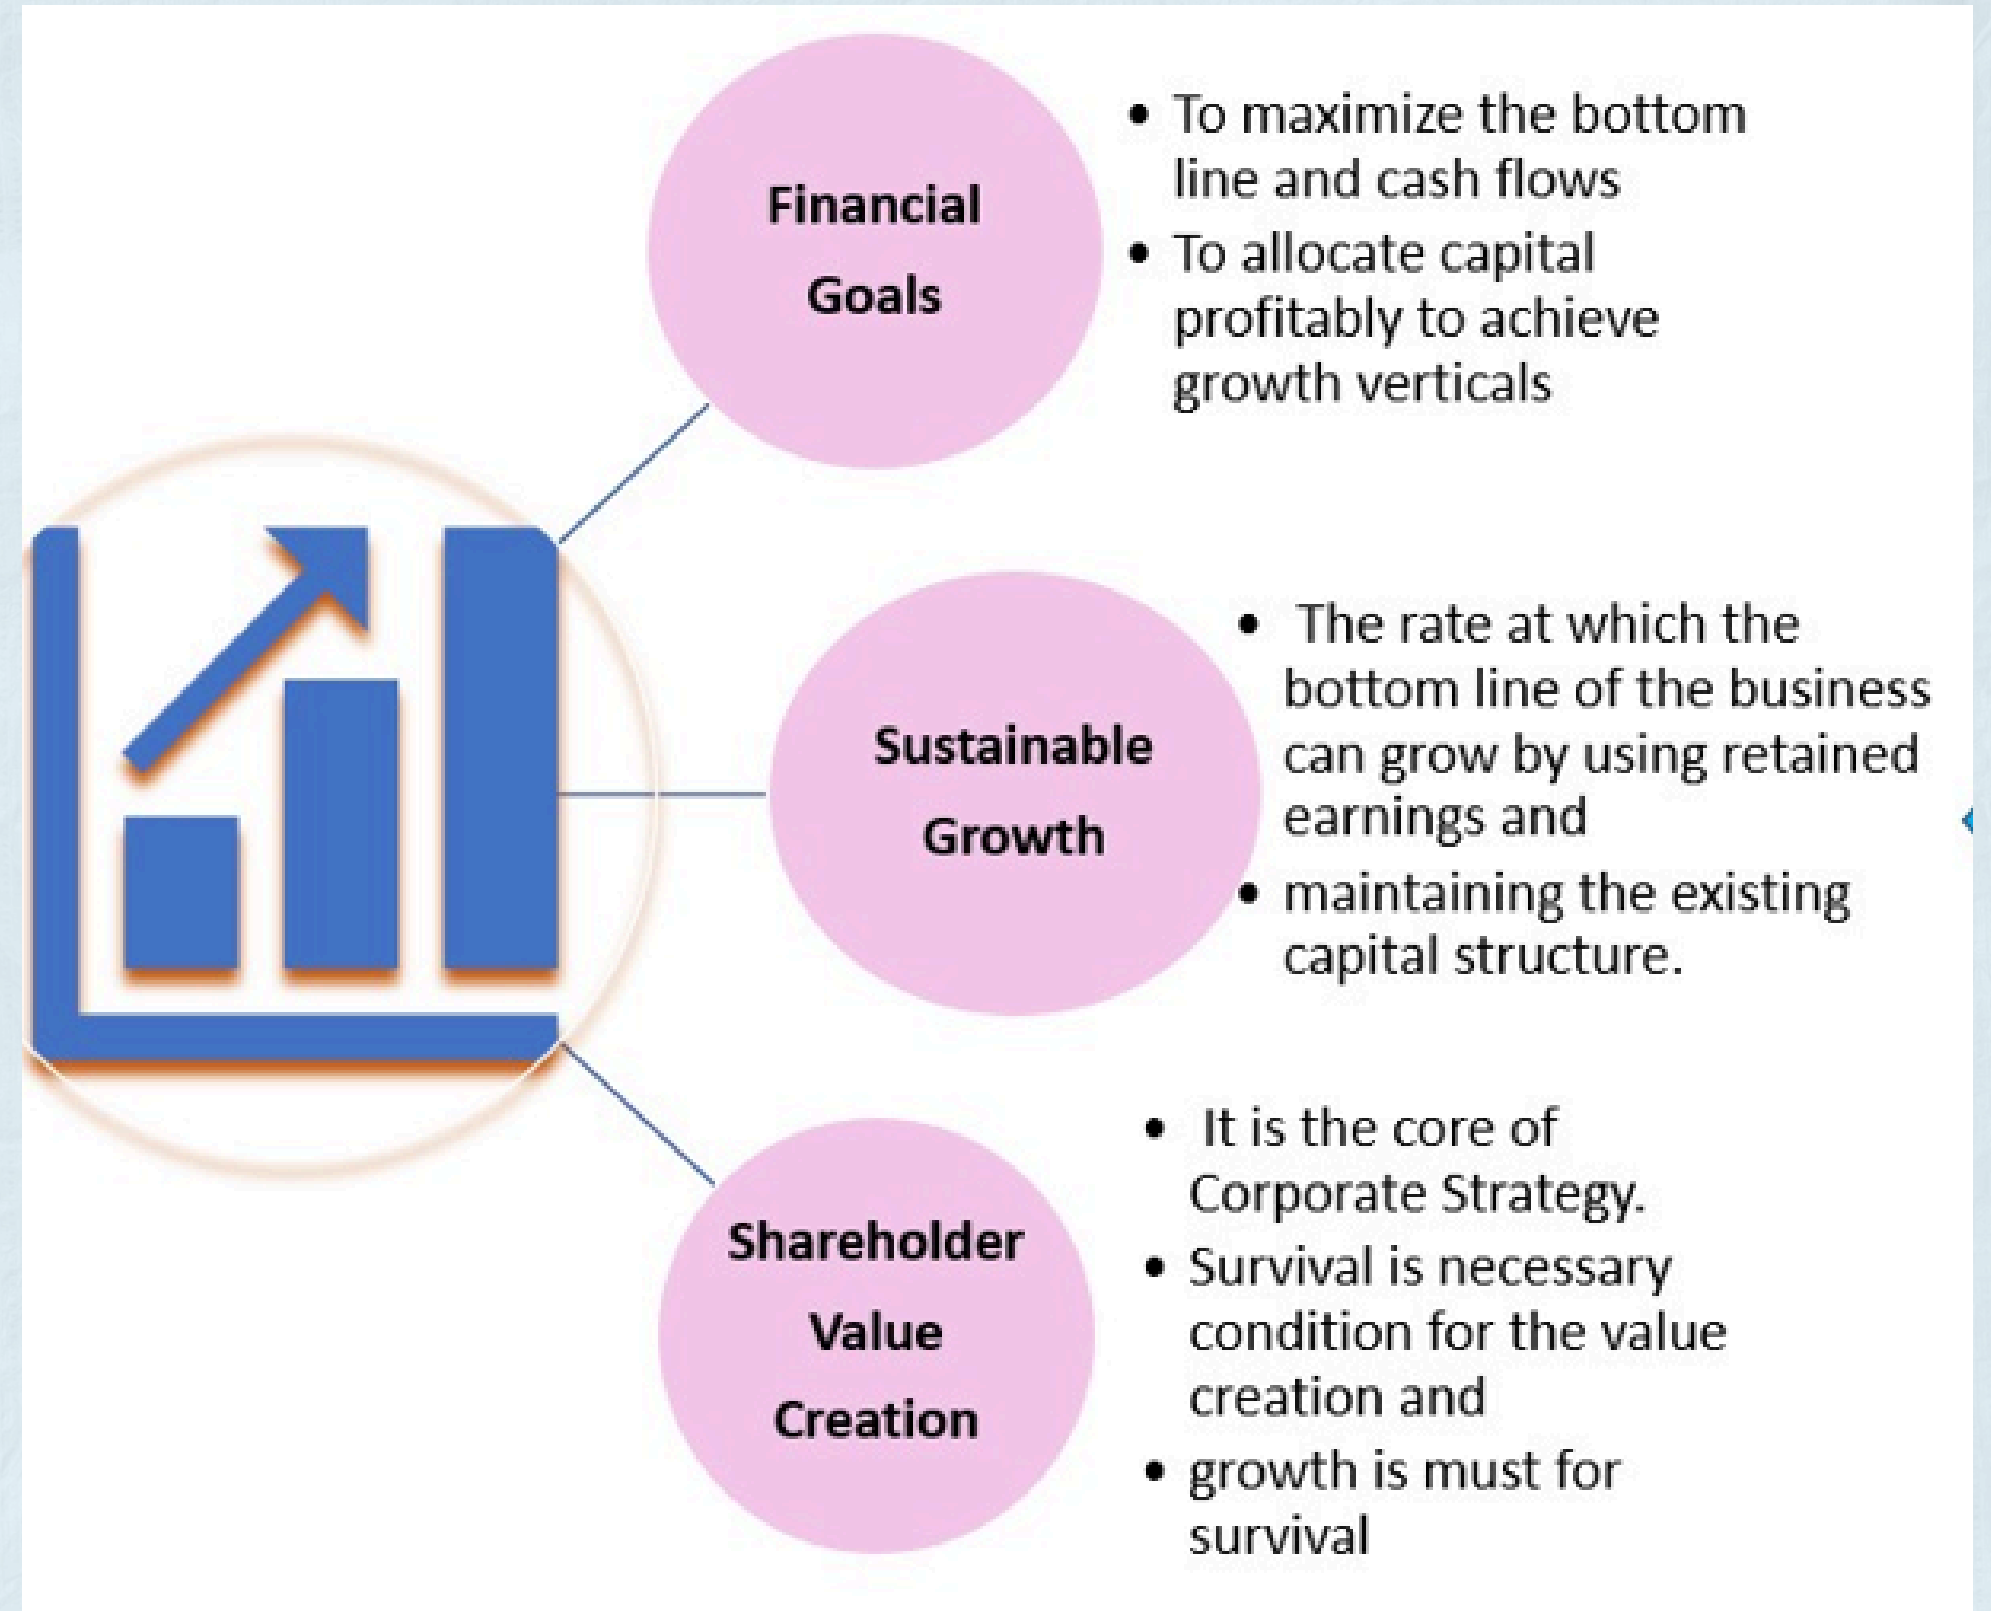 Financial
Goals
• To maximize the bottom
line and cash flows
• To allocate capital
profitably to achieve
growth verticals
Sustainable
Growth
• The rate at which the
bottom line of the business
can grow by using retained
earnings and
• maintaining the existing
capital structure.
Shareholder
Value
Creation
• It is the core of
Corporate Strategy.
• Survival is necessary
condition for the value
creation and
• growth is must for
survival